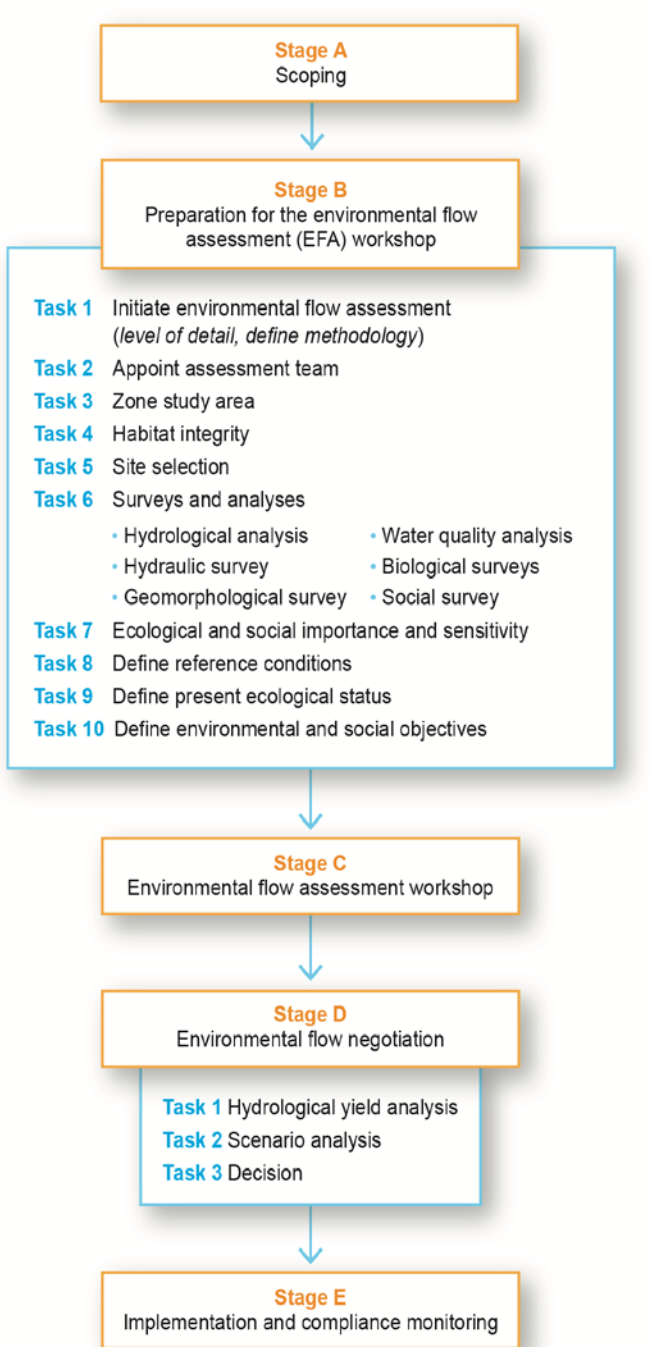 Stage A
Scoping
Stage B
Preparation for the environmental flow
assessment (EFA) workshop
Task 1 Initiate environmental flow assessment
(level of detail, define methodology)
Task 2 Appoint assessment team
Task 3 Zone study area
Task 4 Habitat integrity
Task 5 Site selection
Task 6 Surveys and analyses
• Hydrological analysis • Water quality analysis
• Hydraulic survey • Biological surveys
• Geomorphological survey • Social survey
Task 7 Ecological and social importance and sensitivity
Task 8 Define reference conditions
Task 9 Define present ecological status
Task 10 Define environmental and social objectives
Stage C
Environmental flow assessment workshop
Stage D
Environmental flow negotiation
Task 1 Hydrological yield analysis
Task 2 Scenario analysis
Task 3 Decision
Stage E
Implementation and compliance monitoring